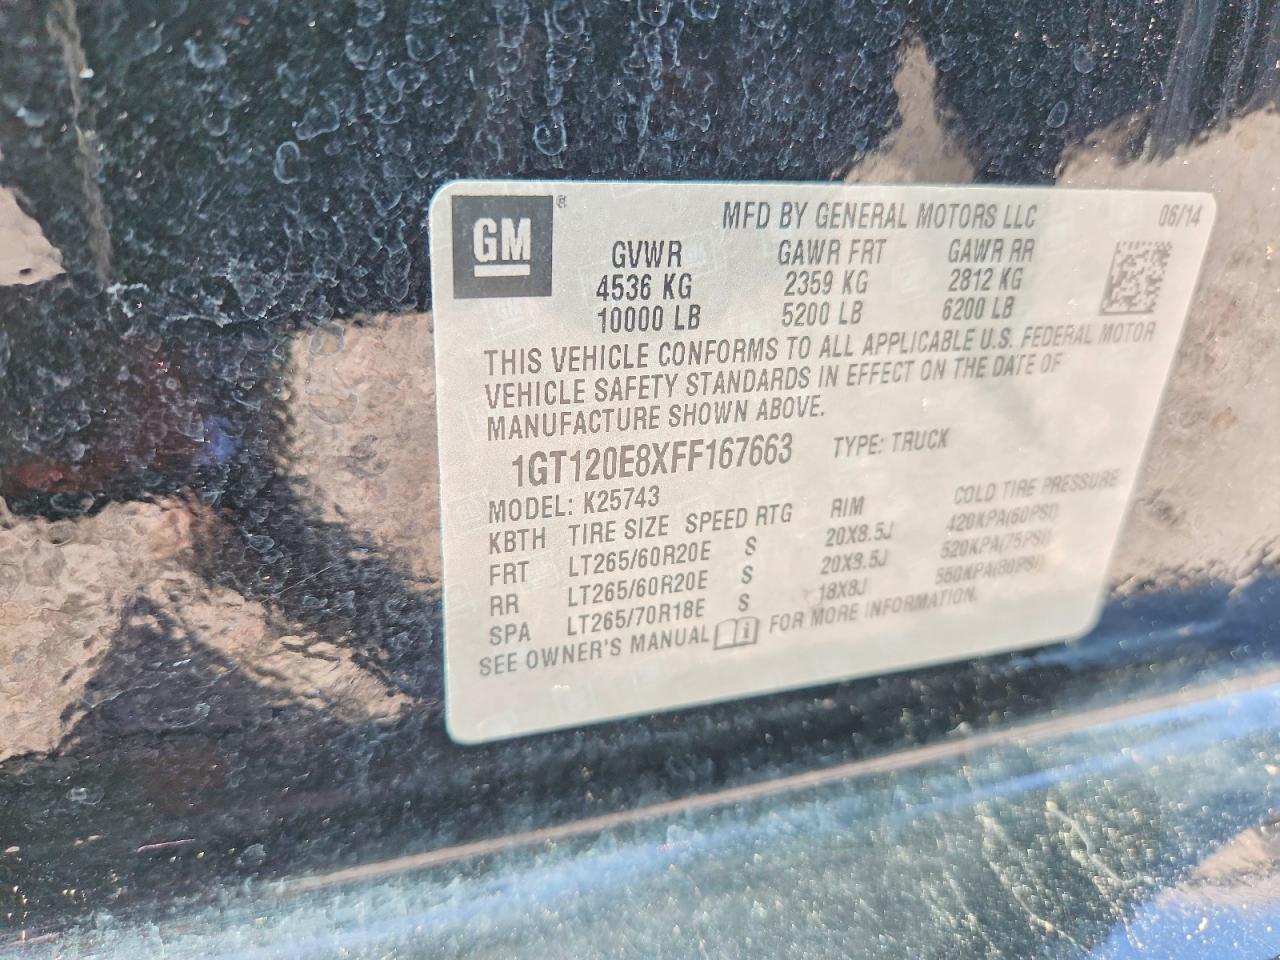 GM ®
MFD BY GENERAL MOTORS LLC 06/14
GVWR GAWR FRT GAWR RR
4536 KG 2359 KG 2812 KG
10000 LB 5200 LB 6200 LB
THIS VEHICLE CONFORMS TO ALL APPLICABLE U.S. FEDERAL MOTOR
VEHICLE SAFETY STANDARDS IN EFFECT ON THE DATE OF
MANUFACTURE SHOWN ABOVE.
1GT120E8XFF167663 TYPE: TRUCK
MODEL: K25743
KBTH TIRE SIZE SPEED RTG RIM COLD TIRE PRESSURE
FRT LT265/60R20E S 20X8.5J 420KPA(60PSI)
RR LT265/60R20E S 20X8.5J 520KPA(75PSI)
SPA LT265/70R18E S 18X8J 550KPA(80PSI)
SEE OWNER'S MANUAL FOR MORE INFORMATION.